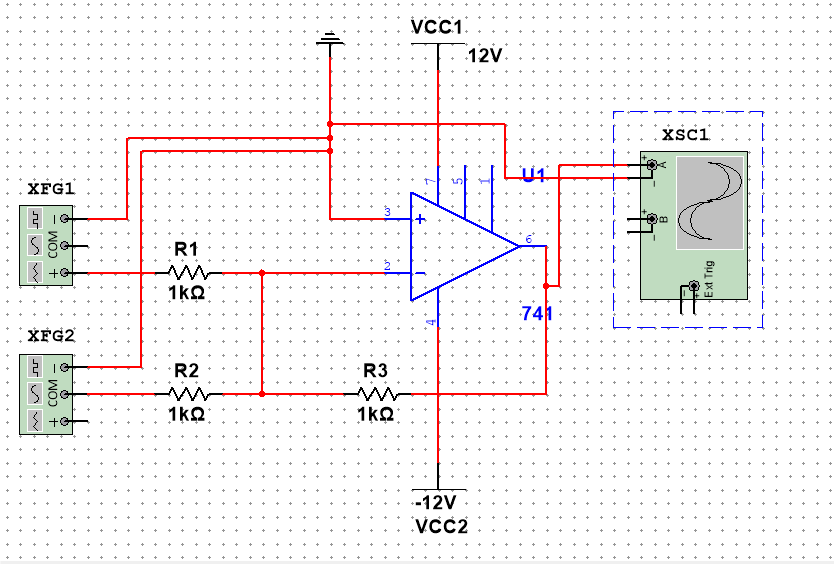 VCC1
12V
XSC1
U1
7
5
1
+
A
−
XFG1
3
+
−
COM
+
B
−
6
R1
2
−
+
1kΩ
Ext Trig
−
+
4
741
XFG2
−
R2
R3
COM
1kΩ
1kΩ
+
-12V
VCC2